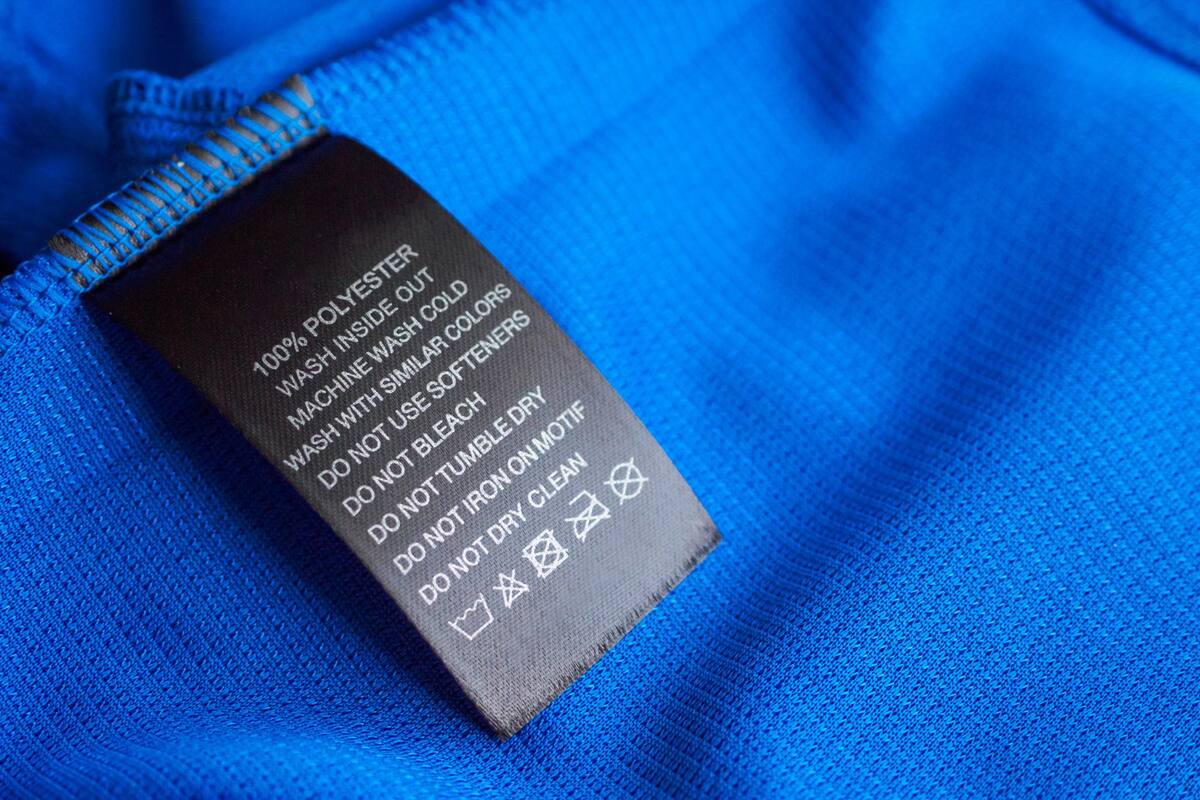 100% POLYESTER
WASH INSIDE OUT
MACHINE WASH COLD
WASH WITH SIMILAR COLORS
DO NOT USE SOFTENERS
DO NOT BLEACH
DO NOT TUMBLE DRY
DO NOT IRON ON MOTIF
DO NOT DRY CLEAN